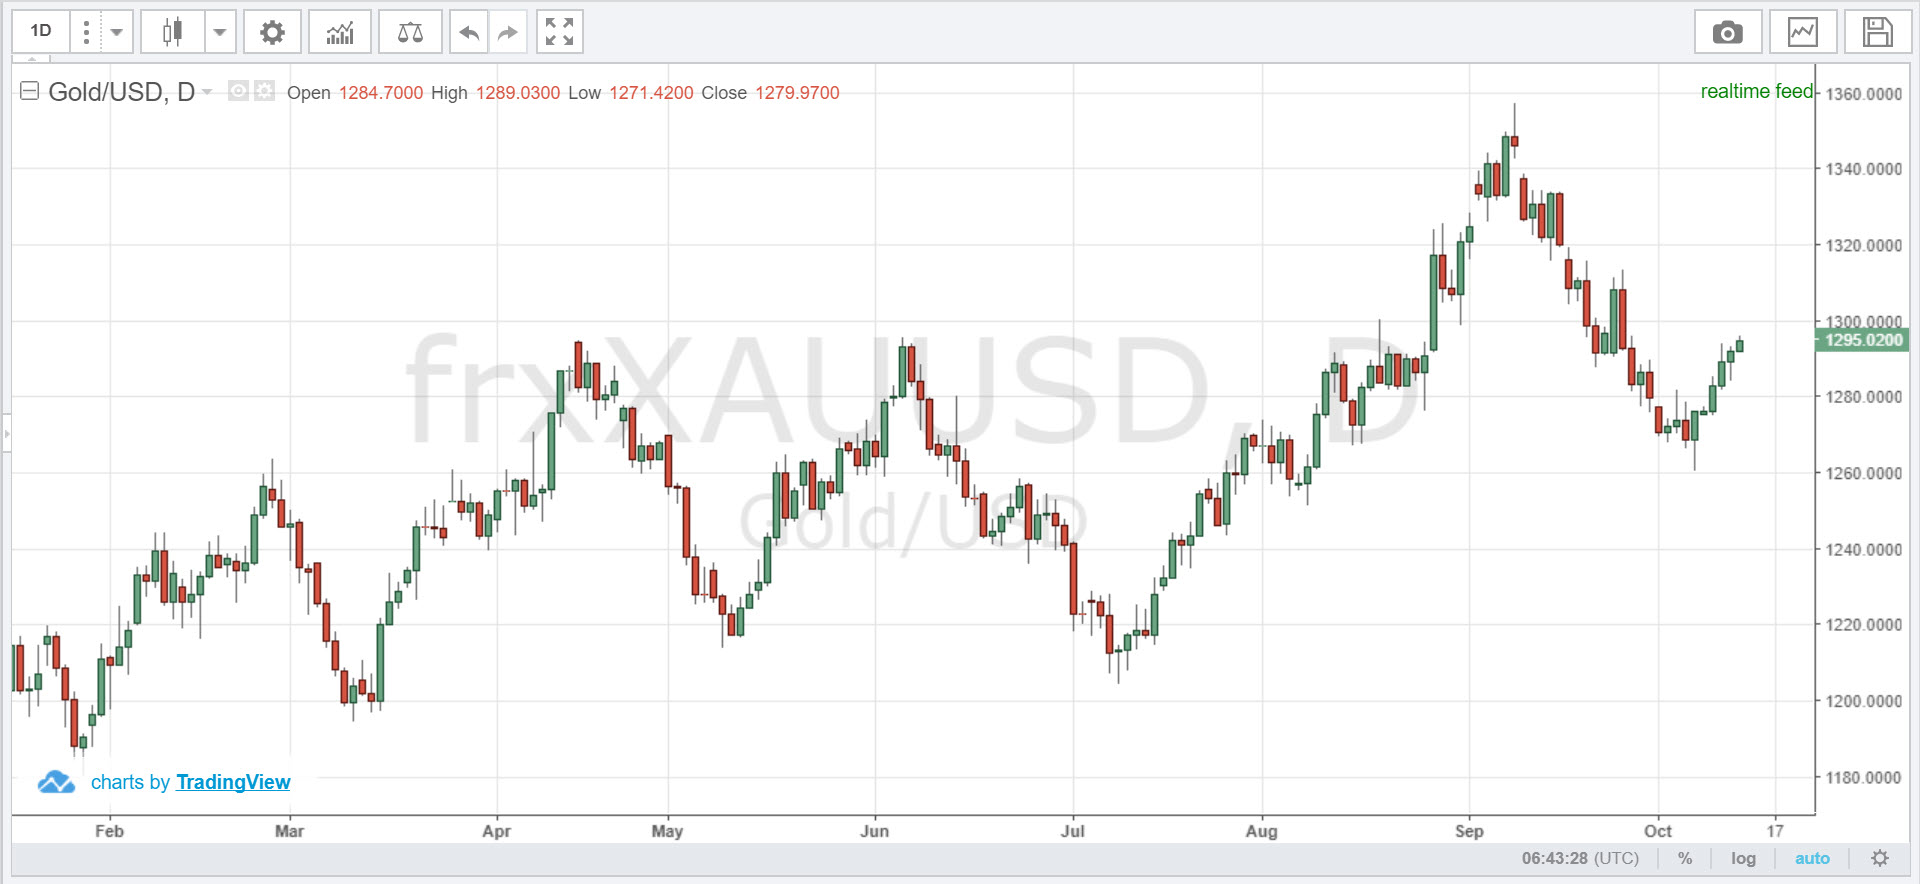 1D
Gold/USD, D Open 1284.7000 High 1289.0300 Low 1271.4200 Close 1279.9700
realtime feed
1360.0000
1340.0000
1320.0000
1300.0000
1295.0200
1280.0000
1260.0000
1240.0000
1220.0000
1200.0000
1180.0000
frxXAUUSD, D
Gold/USD
charts by TradingView
Feb Mar Apr May Jun Jul Aug Sep Oct 17
06:43:28 (UTC) % log auto